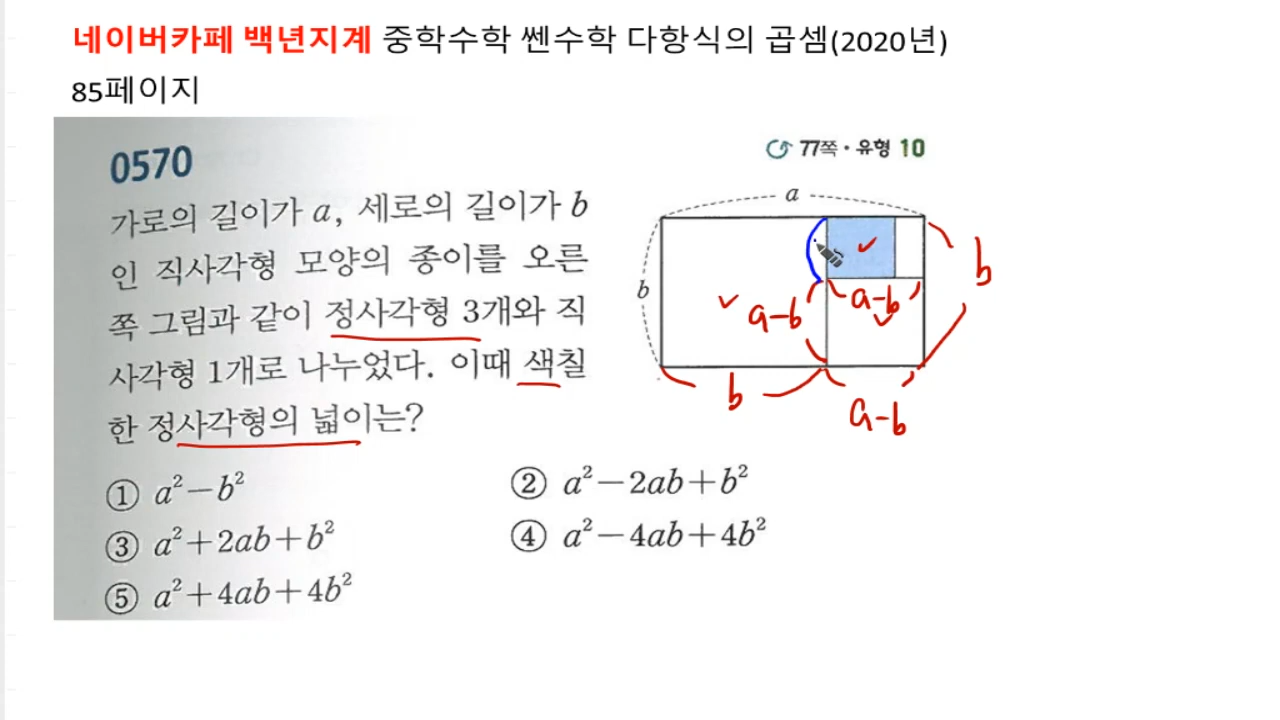 네이버카페 백년지계 중학수학 쎈수학 다항식의 곱셈(2020년)
85페이지
0570
77쪽 • 유형 10
가로의 길이가 a, 세로의 길이가 b
인 직사각형 모양의 종이를 오른
쪽 그림과 같이 정사각형 3개와 직
사각형 1개로 나누었다. 이때 색칠
한 정사각형의 넓이는?
a
b
b
a-b
a-b
b
a-b
① a²-b²
② a²-2ab+b²
③ a²+2ab+b²
④ a²-4ab+4b²
⑤ a²+4ab+4b²